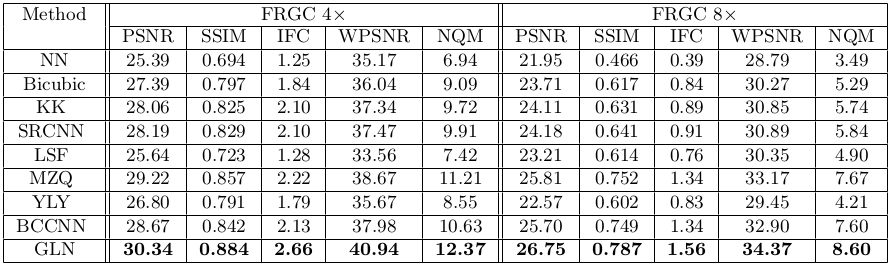 Method FRGC 4× FRGC 8×
PSNR SSIM IFC WPSNR NQM PSNR SSIM IFC WPSNR NQM
NN 25.39 0.694 1.25 35.17 6.94 21.95 0.466 0.39 28.79 3.49
Bicubic 27.39 0.797 1.84 36.04 9.09 23.71 0.617 0.84 30.27 5.29
KK 28.06 0.825 2.10 37.34 9.72 24.11 0.631 0.89 30.85 5.74
SRCNN 28.19 0.829 2.10 37.47 9.91 24.18 0.641 0.91 30.89 5.84
LSF 25.64 0.723 1.28 33.56 7.42 23.21 0.614 0.76 30.35 4.90
MZQ 29.22 0.857 2.22 38.67 11.21 25.81 0.752 1.34 33.17 7.67
YLY 26.80 0.791 1.79 35.67 8.55 22.57 0.602 0.83 29.45 4.21
BCCNN 28.67 0.842 2.13 37.98 10.63 25.70 0.749 1.34 32.90 7.60
GLN 30.34 0.884 2.66 40.94 12.37 26.75 0.787 1.56 34.37 8.60